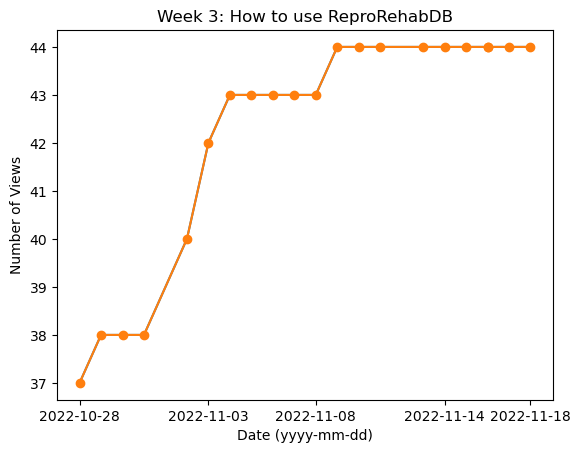 Week 3: How to use ReproRehabDB
44
43
42
41
40
39
38
37
Number of Views
2022-10-28 2022-11-03 2022-11-08 2022-11-14 2022-11-18
Date (yyyy-mm-dd)